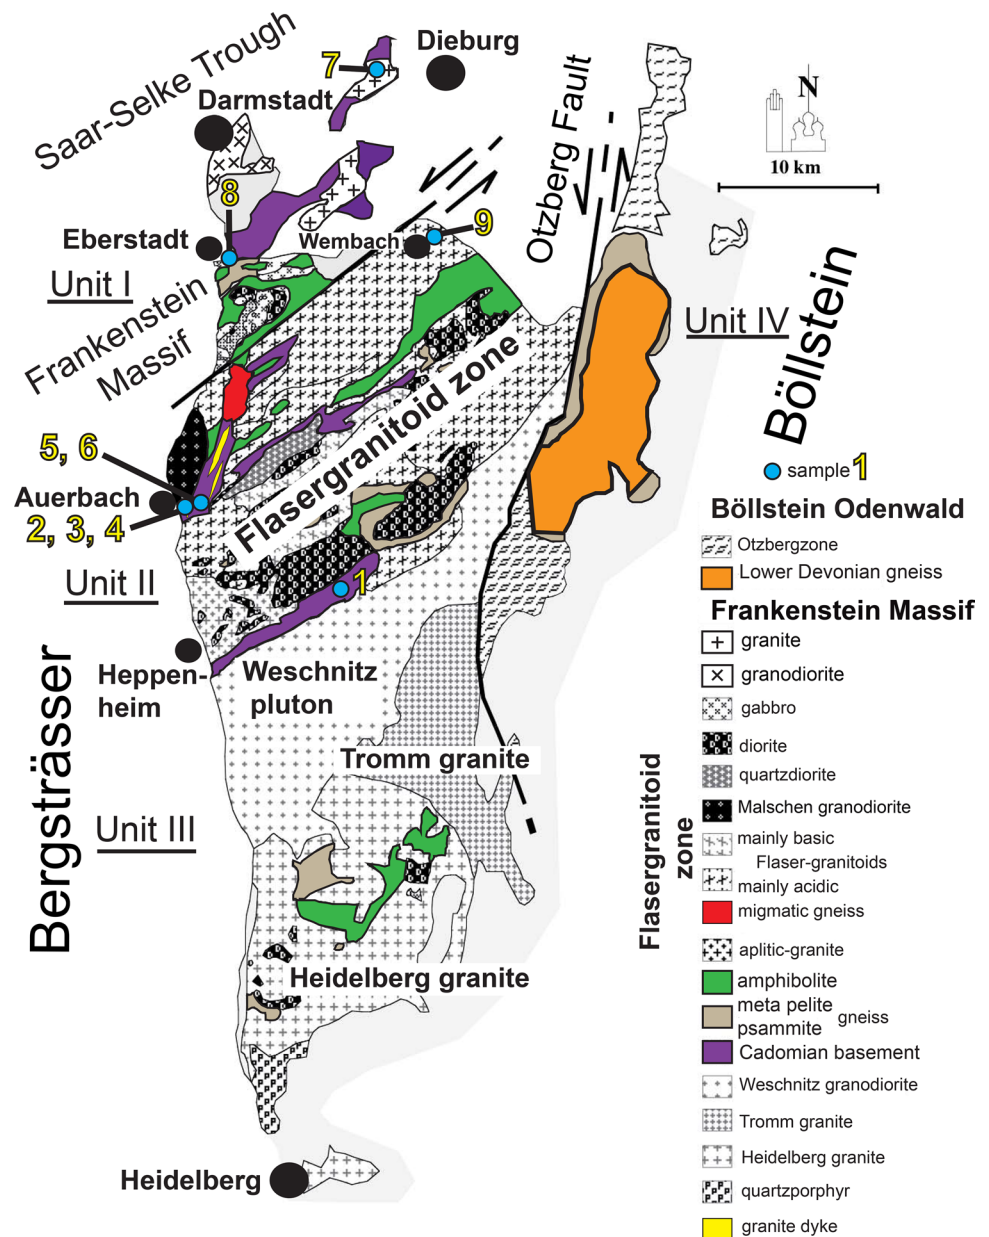 Saar-Selke Trough
7
Dieburg
Darmstadt
Otzberg Fault
N
10 km
8
9
Eberstadt
Wembach
Unit I
Frankenstein
Massif
Unit IV
Böllstein
Flasergranitoid zone
5, 6
Auerbach
2, 3, 4
Unit II
1
Heppen-
heim
Weschnitz
pluton
Tromm granite
Bergsträsser
Unit III
Heidelberg granite
Heidelberg
sample 1
Böllstein Odenwald
Otzbergzone
Lower Devonian gneiss
Frankenstein Massif
granite
granodiorite
gabbro
diorite
quartzdiorite
Malschen granodiorite
mainly basic
Flaser-granitoids
mainly acidic
Flasergranitoid
zone
migmatic gneiss
aplitic-granite
amphibolite
meta pelite
psammite
gneiss
Cadomian basement
Weschnitz granodiorite
Tromm granite
Heidelberg granite
quartzporphyr
granite dyke